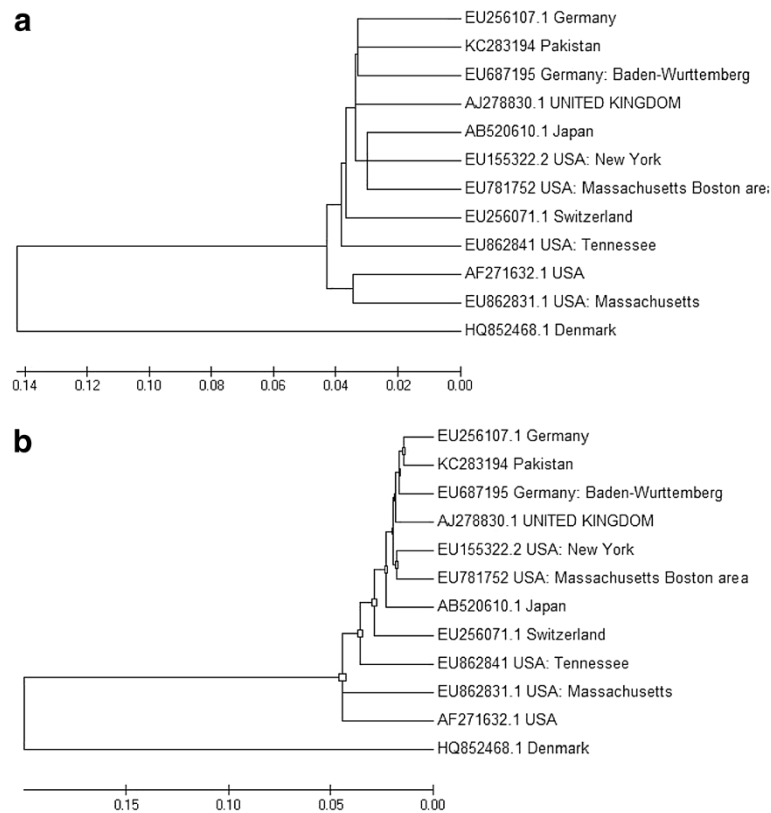 a
EU256107.1 Germany
KC283194 Pakistan
EU687195 Germany: Baden-Wurttemberg
AJ278830.1 UNITED KINGDOM
AB520610.1 Japan
EU155322.2 USA: New York
EU781752 USA: Massachusetts Boston area
EU256071.1 Switzerland
EU862841 USA: Tennessee
AF271632.1 USA
EU862831.1 USA: Massachusetts
HQ852468.1 Denmark
0.14 0.12 0.10 0.08 0.06 0.04 0.02 0.00
b
EU256107.1 Germany
KC283194 Pakistan
EU687195 Germany: Baden-Wurttemberg
AJ278830.1 UNITED KINGDOM
EU155322.2 USA: New York
EU781752 USA: Massachusetts Boston area
AB520610.1 Japan
EU256071.1 Switzerland
EU862841 USA: Tennessee
EU862831.1 USA: Massachusetts
AF271632.1 USA
HQ852468.1 Denmark
0.15 0.10 0.05 0.00